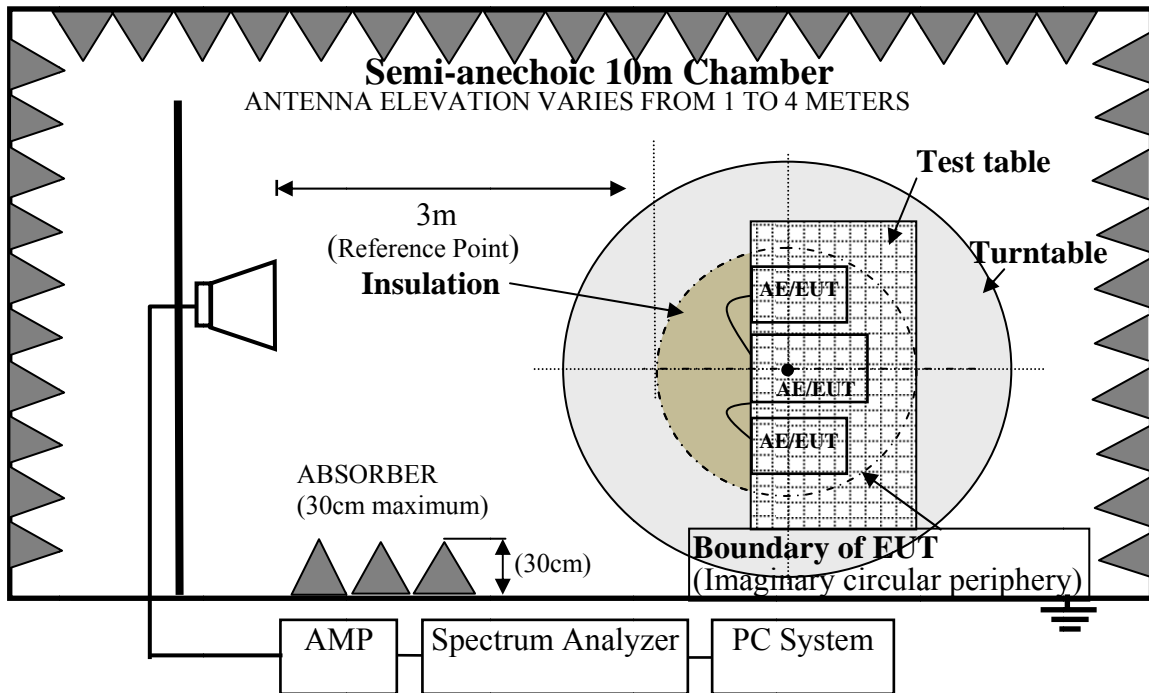 Semi-anechoic 10m Chamber
ANTENNA ELEVATION VARIES FROM 1 TO 4 METERS
Test table
3m
(Reference Point)
Turntable
Insulation
AE/EUT
AE/EUT
AE/EUT
ABSORBER
(30cm maximum)
(30cm)
Boundary of EUT
(Imaginary circular periphery)
AMP
Spectrum Analyzer
PC System